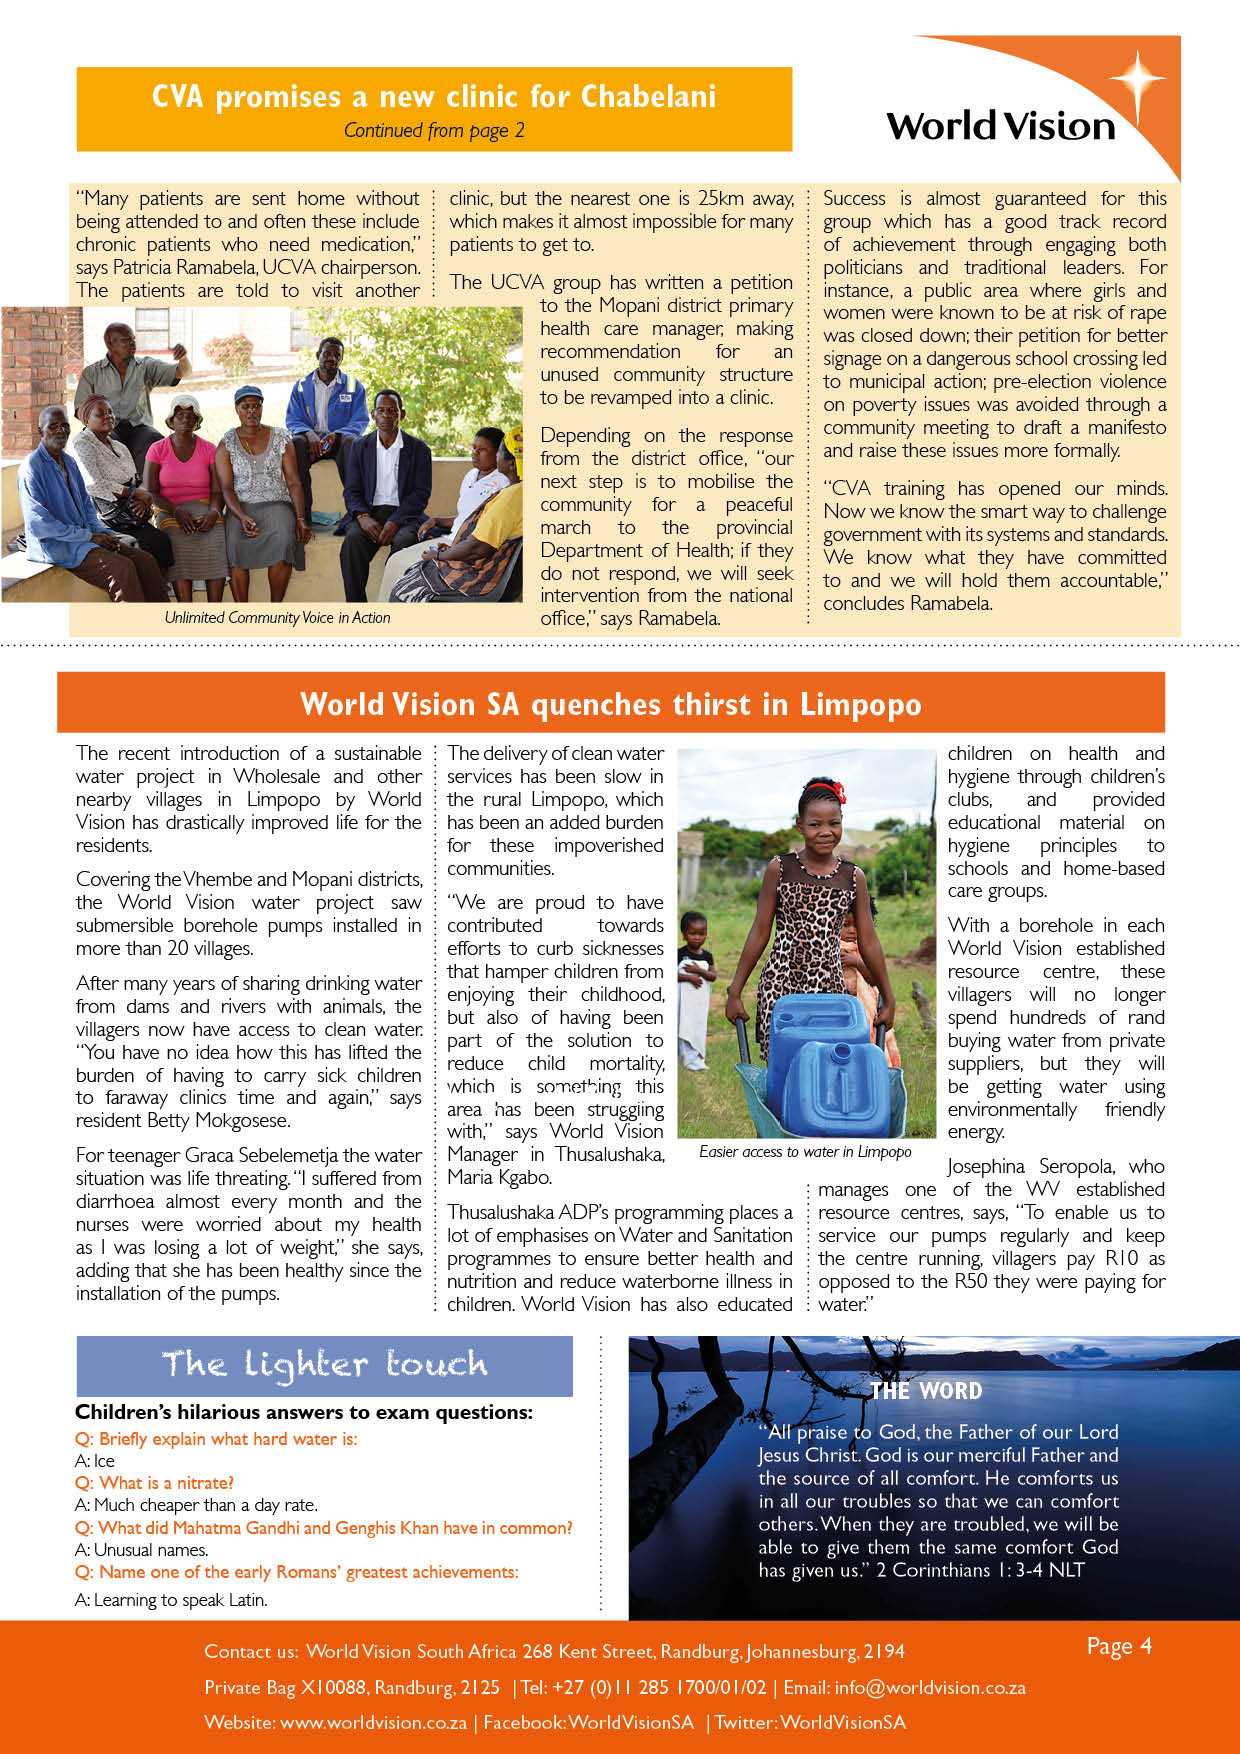 CVA promises a new clinic for Chabelani
Continued from page 2
World Vision
“Many patients are sent home without
being attended to and often these include
chronic patients who need medication,”
says Patricia Ramabela, UCVA chairperson.
The patients are told to visit another
clinic, but the nearest one is 25km away,
which makes it almost impossible for many
patients to get to.
The UCVA group has written a petition
to the Mopani district primary
health care manager, making
recommendation for an
unused community structure
to be revamped into a clinic.
Depending on the response
from the district office, “our
next step is to mobilise the
community for a peaceful
march to the provincial
Department of Health; if they
do not respond, we will seek
intervention from the national
office,” says Ramabela.
Success is almost guaranteed for this
group which has a good track record
of achievement through engaging both
politicians and traditional leaders. For
instance, a public area where girls and
women were known to be at risk of rape
was closed down; their petition for better
signage on a dangerous school crossing led
to municipal action; pre-election violence
on poverty issues was avoided through a
community meeting to draft a manifesto
and raise these issues more formally.
“CVA training has opened our minds.
Now we know the smart way to challenge
government with its systems and standards.
We know what they have committed
to and we will hold them accountable,”
concludes Ramabela.
Unlimited Community Voice in Action
World Vision SA quenches thirst in Limpopo
The recent introduction of a sustainable
water project in Wholesale and other
nearby villages in Limpopo by World
Vision has drastically improved life for the
residents.
Covering the Vhembe and Mopani districts,
the World Vision water project saw
submersible borehole pumps installed in
more than 20 villages.
After many years of sharing drinking water
from dams and rivers with animals, the
villagers now have access to clean water.
“You have no idea how this has lifted the
burden of having to carry sick children
to faraway clinics time and again,” says
resident Betty Mokgosese.
For teenager Graca Sebelemetja the water
situation was life threating. “I suffered from
diarrhoea almost every month and the
nurses were worried about my health
as I was losing a lot of weight,” she says,
adding that she has been healthy since the
installation of the pumps.
The delivery of clean water
services has been slow in
the rural Limpopo, which
has been an added burden
for these impoverished
communities.
“We are proud to have
contributed towards
efforts to curb sicknesses
that hamper children from
enjoying their childhood,
but also of having been
part of the solution to
reduce child mortality,
which is something this
area has been struggling
with,” says World Vision
Manager in Thusalushaka,
Maria Kgabo.
Thusalushaka ADP’s programming places a
lot of emphasises on Water and Sanitation
programmes to ensure better health and
nutrition and reduce waterborne illness in
children. World Vision has also educated
Easier access to water in Limpopo
children on health and
hygiene through children’s
clubs, and provided
educational material on
hygiene principles to
schools and home-based
care groups.
With a borehole in each
World Vision established
resource centre, these
villagers will no longer
spend hundreds of rand
buying water from private
suppliers, but they will
be getting water using
environmentally friendly
energy.
Josephina Seropola, who
manages one of the WV established
resource centres, says, “To enable us to
service our pumps regularly and keep
the centre running, villagers pay R10 as
opposed to the R50 they were paying for
water.”
The lighter touch
Children’s hilarious answers to exam questions:
Q: Briefly explain what hard water is:
A: Ice
Q: What is a nitrate?
A: Much cheaper than a day rate.
Q: What did Mahatma Gandhi and Genghis Khan have in common?
A: Unusual names.
Q: Name one of the early Romans’ greatest achievements:
A: Learning to speak Latin.
THE WORD
“All praise to God, the Father of our Lord
Jesus Christ. God is our merciful Father and
the source of all comfort. He comforts us
in all our troubles so that we can comfort
others. When they are troubled, we will be
able to give them the same comfort God
has given us.” 2 Corinthians 1: 3-4 NLT
Contact us: World Vision South Africa 268 Kent Street, Randburg, Johannesburg, 2194
Private Bag X10088, Randburg, 2125 | Tel: +27 (0)11 285 1700/01/02 | Email: info@worldvision.co.za
Website: www.worldvision.co.za | Facebook: WorldVisionSA | Twitter: WorldVisionSA
Page 4